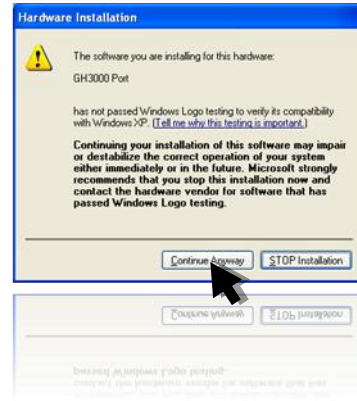 Hardware Installation
The software you are installing for this hardware:
GH3000 Port
has not passed Windows Logo testing to verify its compatibility
with Windows XP. (Tell me why this testing is important.)
Continuing your installation of this software may impair
or destabilize the correct operation of your system
either immediately or in the future. Microsoft strongly
recommends that you stop this installation now and
contact the hardware vendor for software that has
passed Windows Logo testing.
Continue Anyway STOP Installation